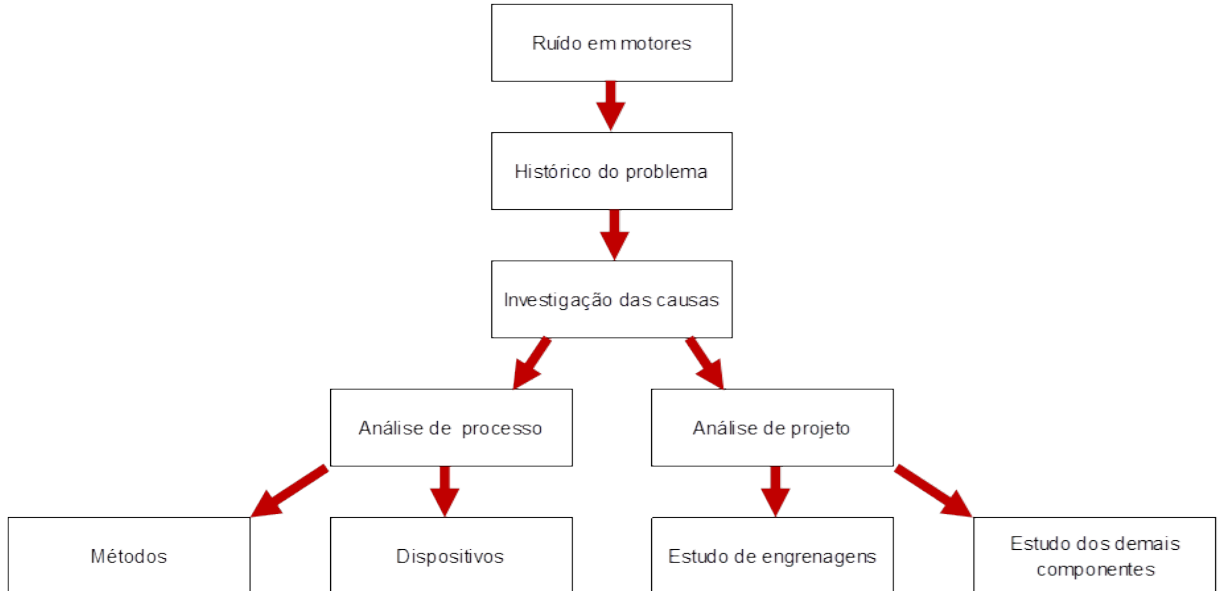 Ruído em motores
Histórico do problema
Investigação das causas
Análise de processo
Análise de projeto
Métodos
Dispositivos
Estudo de engrenagens
Estudo dos demais
componentes